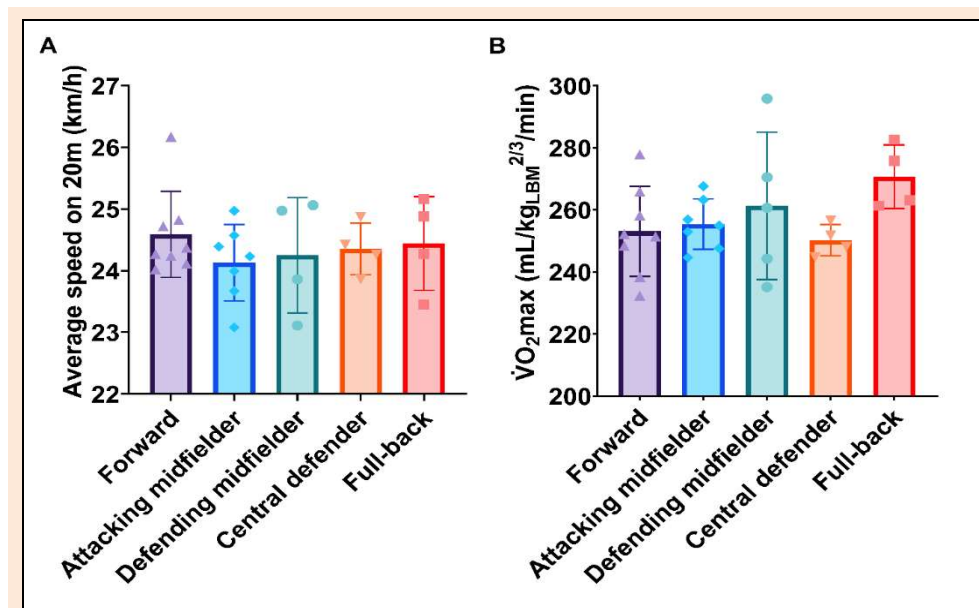 A
Average speed on 20m (km/h)
27
26
25
24
23
22
Forward
Attacking midfielder
Defending midfielder
Central defender
Full-back
B
V̇O₂max (mL/kg_LBM^2/3/min)
300
280
260
240
220
200
Forward
Attacking midfielder
Defending midfielder
Central defender
Full-back